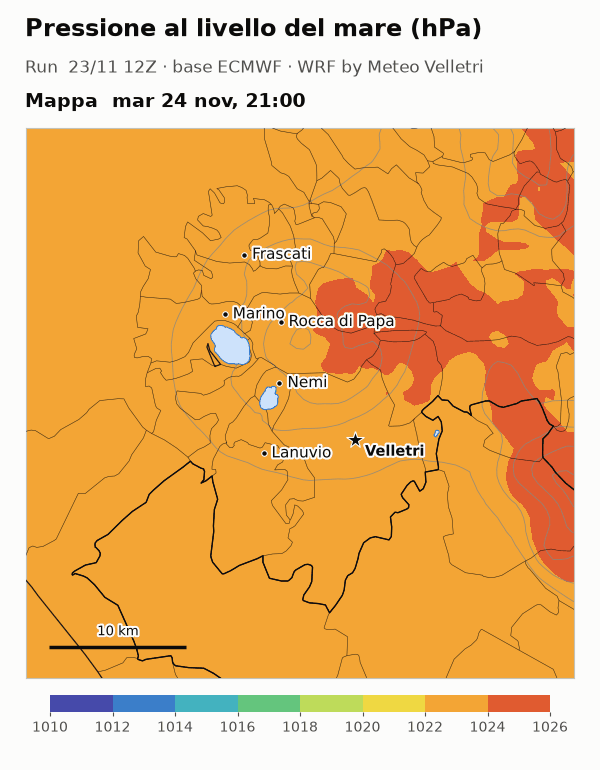 Pressione al livello del mare (hPa)
Run  23/11 12Z · base ECMWF · WRF by Meteo Velletri
Mappa  mar 24 nov, 21:00
Frascati
Marino
Rocca di Papa
Nemi
Velletri
Lanuvio
10 km
1010 1012 1014 1016 1018 1020 1022 1024 1026